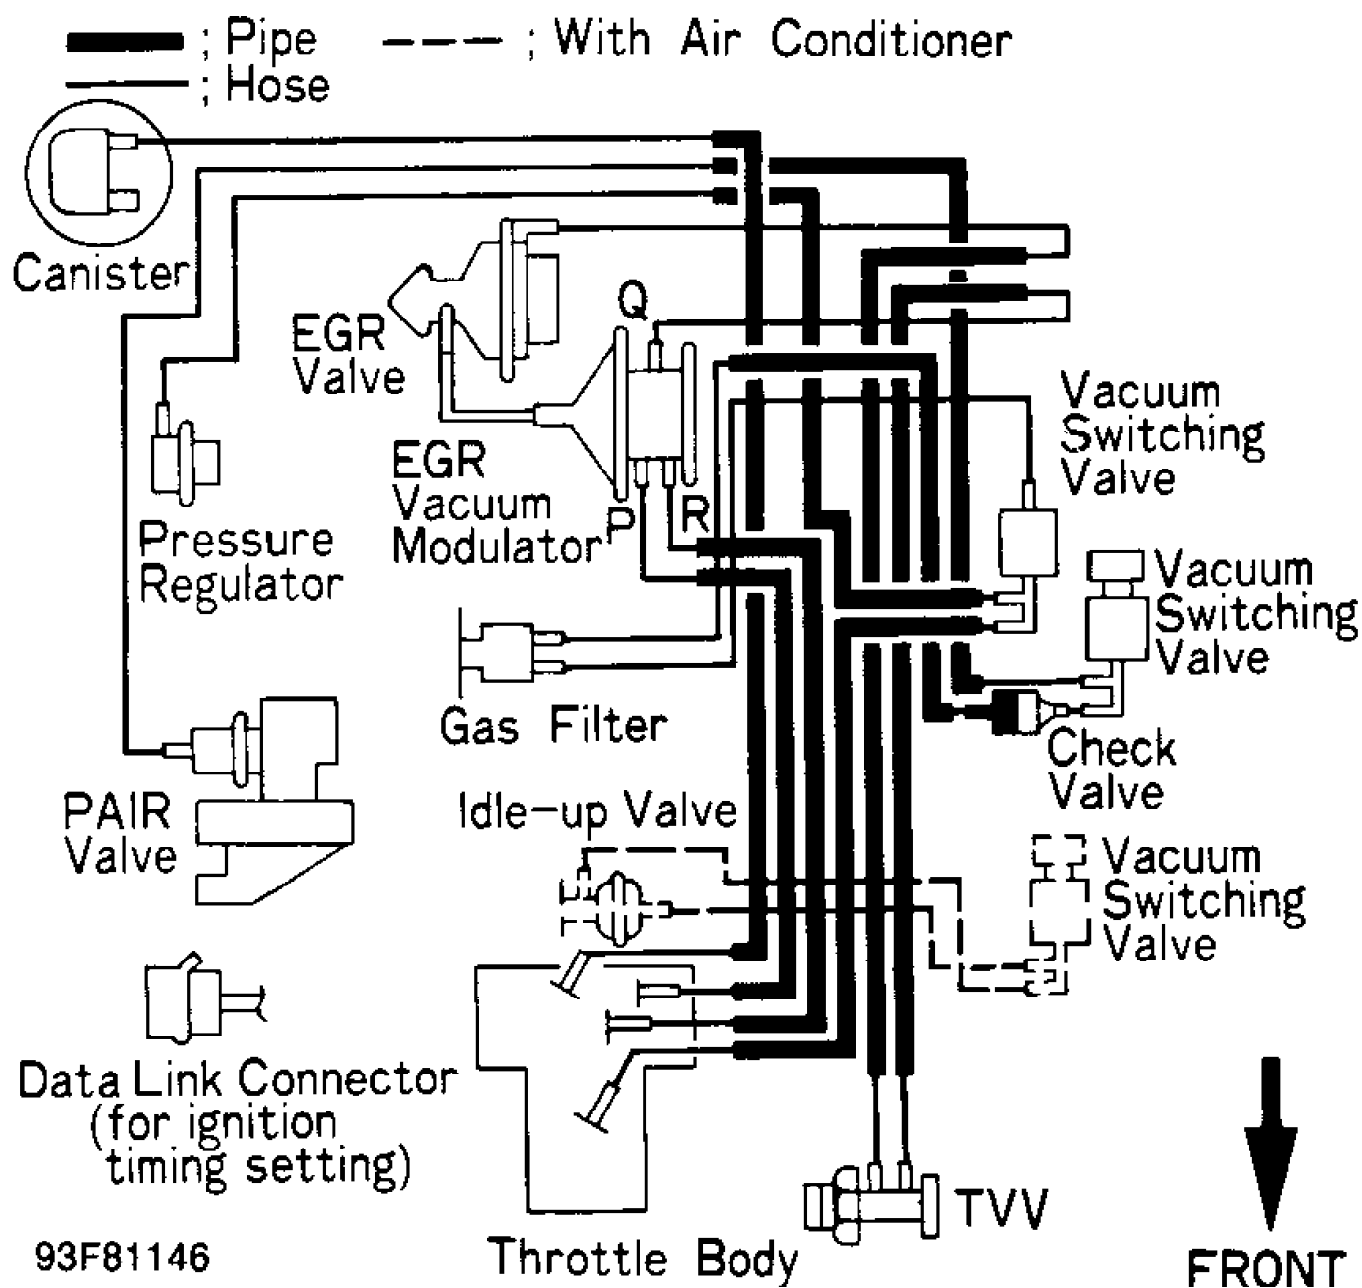 ; Pipe
; With Air Conditioner
; Hose
Canister
EGR
Valve
Q
Vacuum
Switching
Valve
EGR
Vacuum
Modulator
P
R
Pressure
Regulator
Vacuum
Switching
Valve
Gas Filter
Check
Valve
PAIR
Valve
Idle-up Valve
Vacuum
Switching
Valve
Data Link Connector
(for ignition
timing setting)
TVV
Throttle Body
93F81146
FRONT